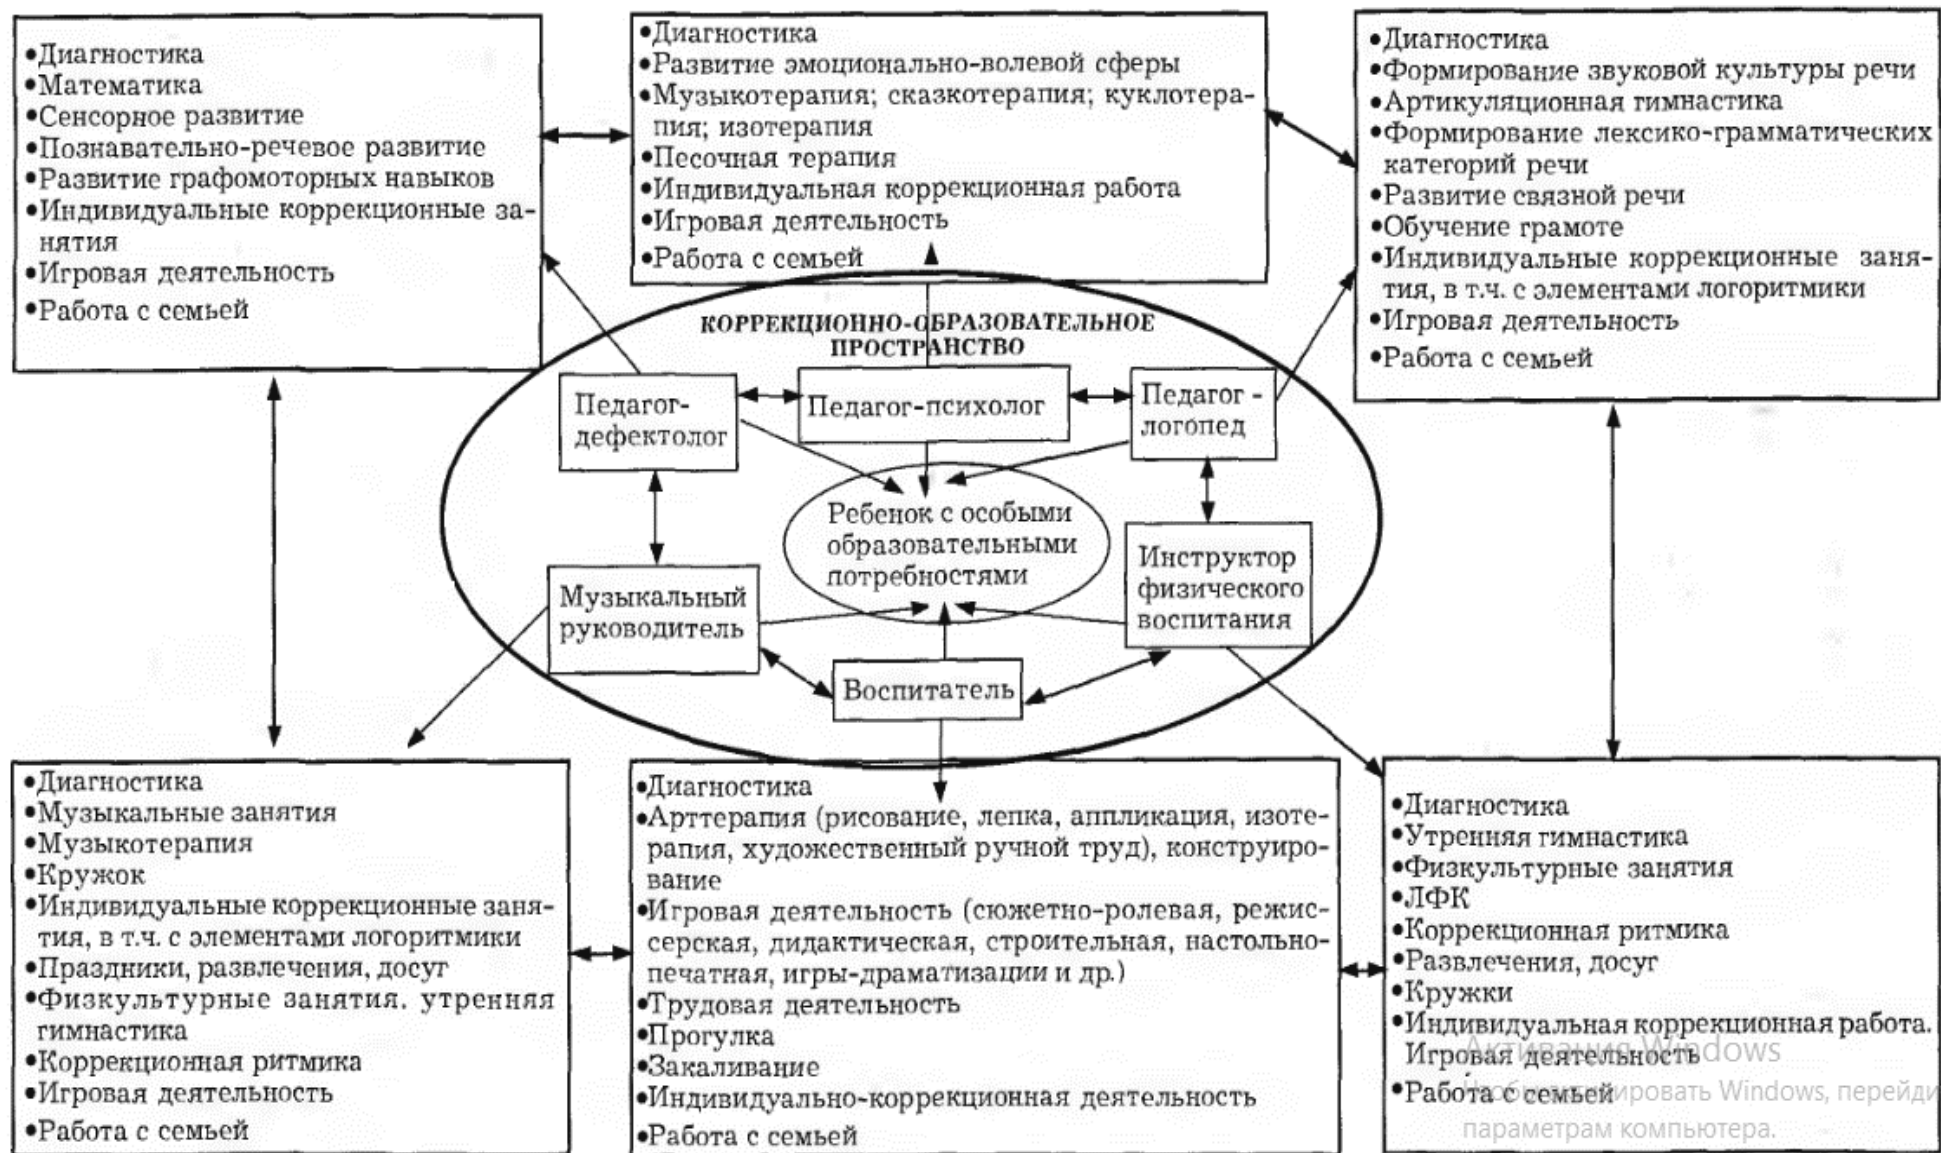 •Диагностика
•Математика
•Сенсорное развитие
•Познавательно-речевое развитие
•Развитие графомоторных навыков
•Индивидуальные коррекционные за-
нятия
•Игровая деятельность
•Работа с семьей
•Диагностика
•Развитие эмоционально-волевой сферы
•Музыкотерапия; сказкотерапия; куклотера-
пия; изотерапия
•Песочная терапия
•Индивидуальная коррекционная работа
•Игровая деятельность
•Работа с семьей
•Диагностика
•Формирование звуковой культуры речи
•Артикуляционная гимнастика
•Формирование лексико-грамматических
категорий речи
•Развитие связной речи
•Обучение грамоте
•Индивидуальные коррекционные заня-
тия, в т.ч. с элементами логоритмики
•Игровая деятельность
•Работа с семьей
КОРРЕКЦИОННО-ОБРАЗОВАТЕЛЬНОЕ
ПРОСТРАНСТВО
Педагог-
дефектолог
Педагог-психолог
Педагог -
логопед
Ребенок с особыми
образовательными
потребностями
Музыкальный
руководитель
Инструктор
физического
воспитания
Воспитатель
•Диагностика
•Музыкальные занятия
•Музыкотерапия
•Кружок
•Индивидуальные коррекционные заня-
тия, в т.ч. с элементами логоритмики
•Праздники, развлечения, досуг
•Физкультурные занятия. утренняя
гимнастика
•Коррекционная ритмика
•Игровая деятельность
•Работа с семьей
•Диагностика
•Арттерапия (рисование, лепка, аппликация, изоте-
рапия, художественный ручной труд), конструиро-
вание
•Игровая деятельность (сюжетно-ролевая, режис-
серская, дидактическая, строительная, настольно-
печатная, игры-драматизации и др.)
•Трудовая деятельность
•Прогулка
•Закаливание
•Индивидуально-коррекционная деятельность
•Работа с семьей
•Диагностика
•Утренняя гимнастика
•Физкультурные занятия
•ЛФК
•Коррекционная ритмика
•Развлечения, досуг
•Кружки
•Индивидуальная коррекционная работа.
Игровая деятельность
•Работа с семьей
Активация Windows
Чтобы активировать Windows, перейди
параметрам компьютера.